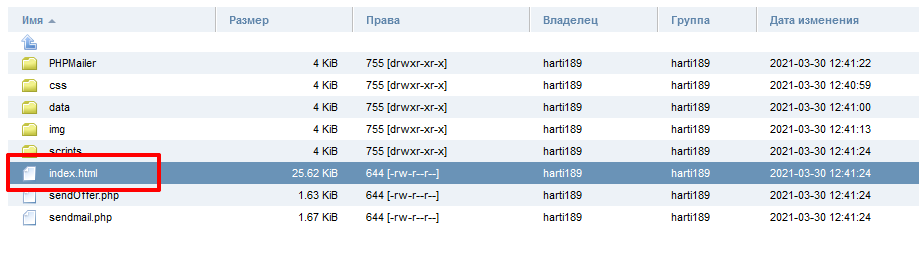 Имя Размер Права Владелец Группа Дата изменения
PHPMailer 4 KiB 755 [drwxr-xr-x] harti189 harti189 2021-03-30 12:41:22
css 4 KiB 755 [drwxr-xr-x] harti189 harti189 2021-03-30 12:40:59
data 4 KiB 755 [drwxr-xr-x] harti189 harti189 2021-03-30 12:41:00
img 4 KiB 755 [drwxr-xr-x] harti189 harti189 2021-03-30 12:41:13
scripts 4 KiB 755 [drwxr-xr-x] harti189 harti189 2021-03-30 12:41:24
index.html 25.62 KiB 644 [-rw-r--r--] harti189 harti189 2021-03-30 12:41:24
sendOffer.php 1.63 KiB 644 [-rw-r--r--] harti189 harti189 2021-03-30 12:41:24
sendmail.php 1.67 KiB 644 [-rw-r--r--] harti189 harti189 2021-03-30 12:41:24